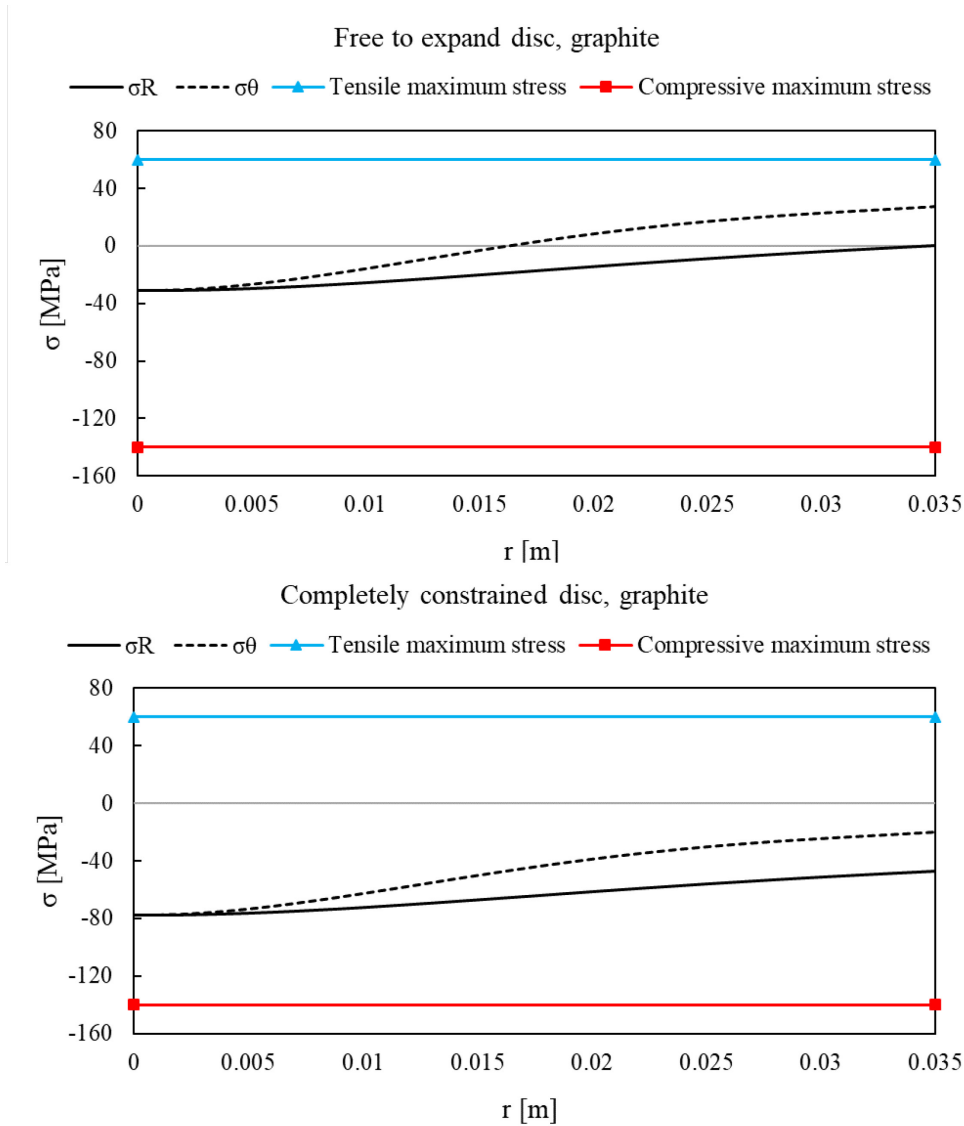 Free to expand disc, graphite
σR σθ Tensile maximum stress Compressive maximum stress
80
40
0
-40
-80
-120
-160
σ [MPa]
0 0.005 0.01 0.015 0.02 0.025 0.03 0.035
r [m]
Completely constrained disc, graphite
σR σθ Tensile maximum stress Compressive maximum stress
80
40
0
-40
-80
-120
-160
σ [MPa]
0 0.005 0.01 0.015 0.02 0.025 0.03 0.035
r [m]